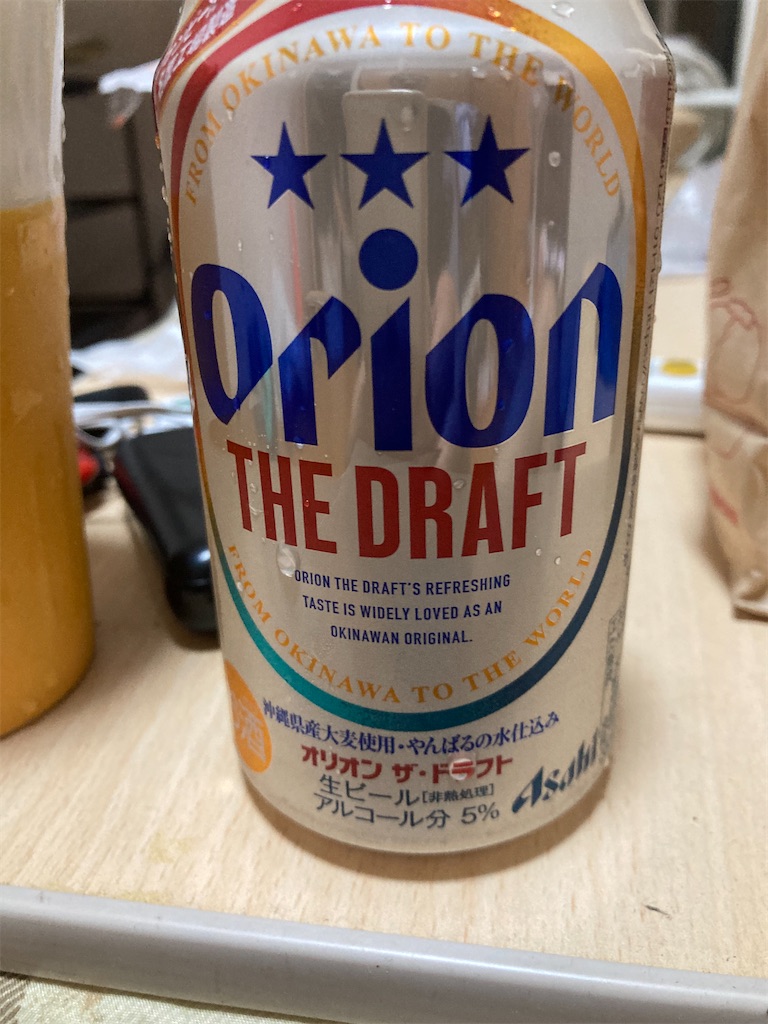 FROM OKINAWA TO THE WORLD
Orion
THE DRAFT
ORION THE DRAFT'S REFRESHING
TASTE IS WIDELY LOVED AS AN
OKINAWAN ORIGINAL.
FROM OKINAWA TO THE WORLD
酒
沖縄県産大麦使用・やんばるの水仕込み
オリオン ザ・ドラフト
生ビール[非熱処理]
アルコール分 5%
Asahi